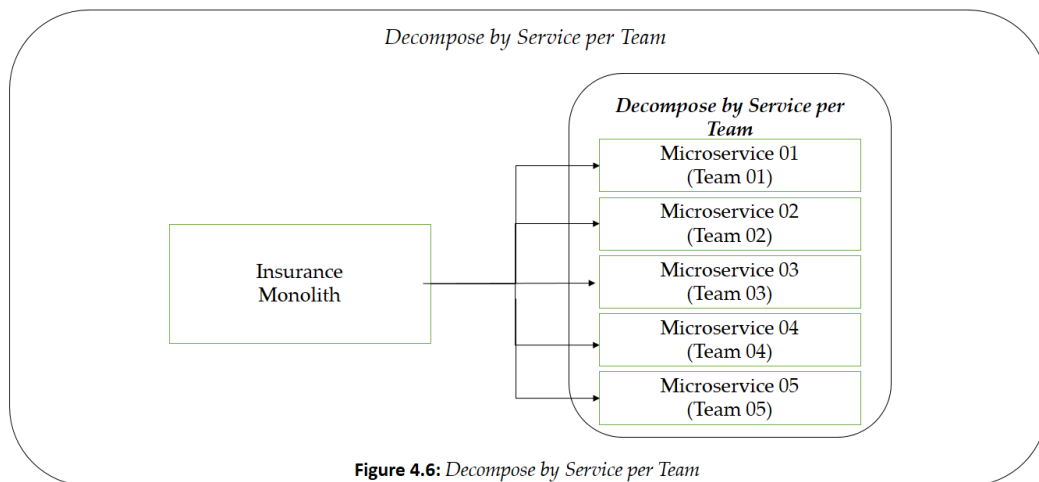 Decompose by Service per Team
Decompose by Service per
Team
Microservice 01
(Team 01)
Microservice 02
(Team 02)
Insurance
Monolith
Microservice 03
(Team 03)
Microservice 04
(Team 04)
Microservice 05
(Team 05)
Figure 4.6: Decompose by Service per Team